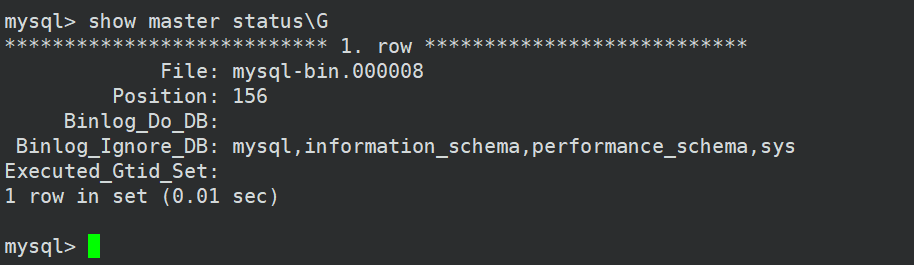 mysql> show master status\G
*************************** 1. row ***************************
File: mysql-bin.000008
Position: 156
Binlog_Do_DB:
Binlog_Ignore_DB: mysql,information_schema,performance_schema,sys
Executed_Gtid_Set:
1 row in set (0.01 sec)
mysql>